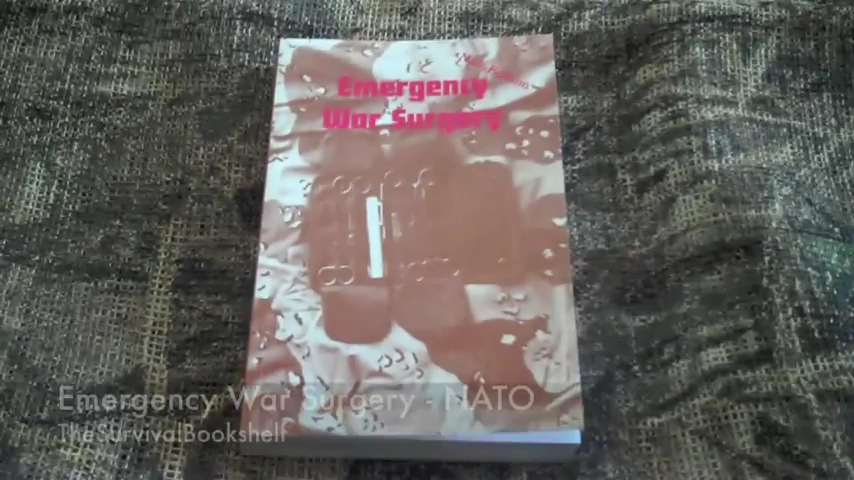 Emergency
War Surgery
Emergency War Surgery - NATO
TheSurvivalBookshelf